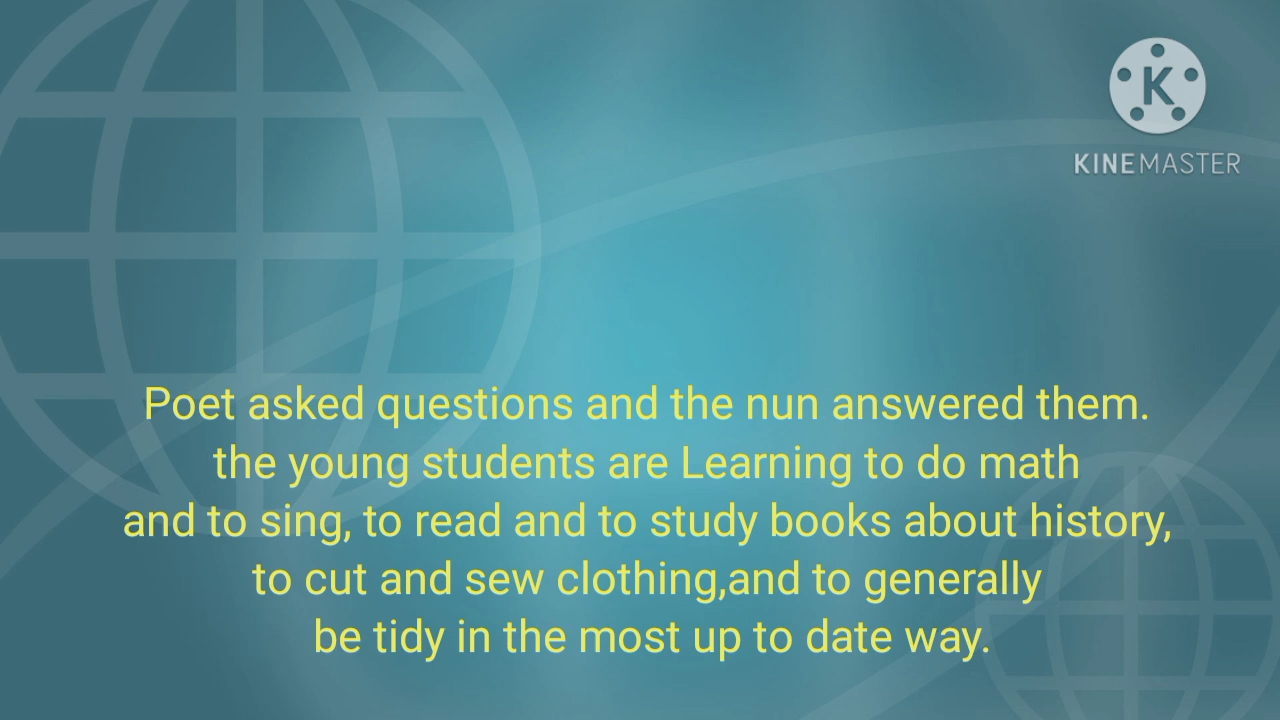 K
KINEMASTER
Poet asked questions and the nun answered them.
the young students are Learning to do math
and to sing, to read and to study books about history,
to cut and sew clothing,and to generally
be tidy in the most up to date way.